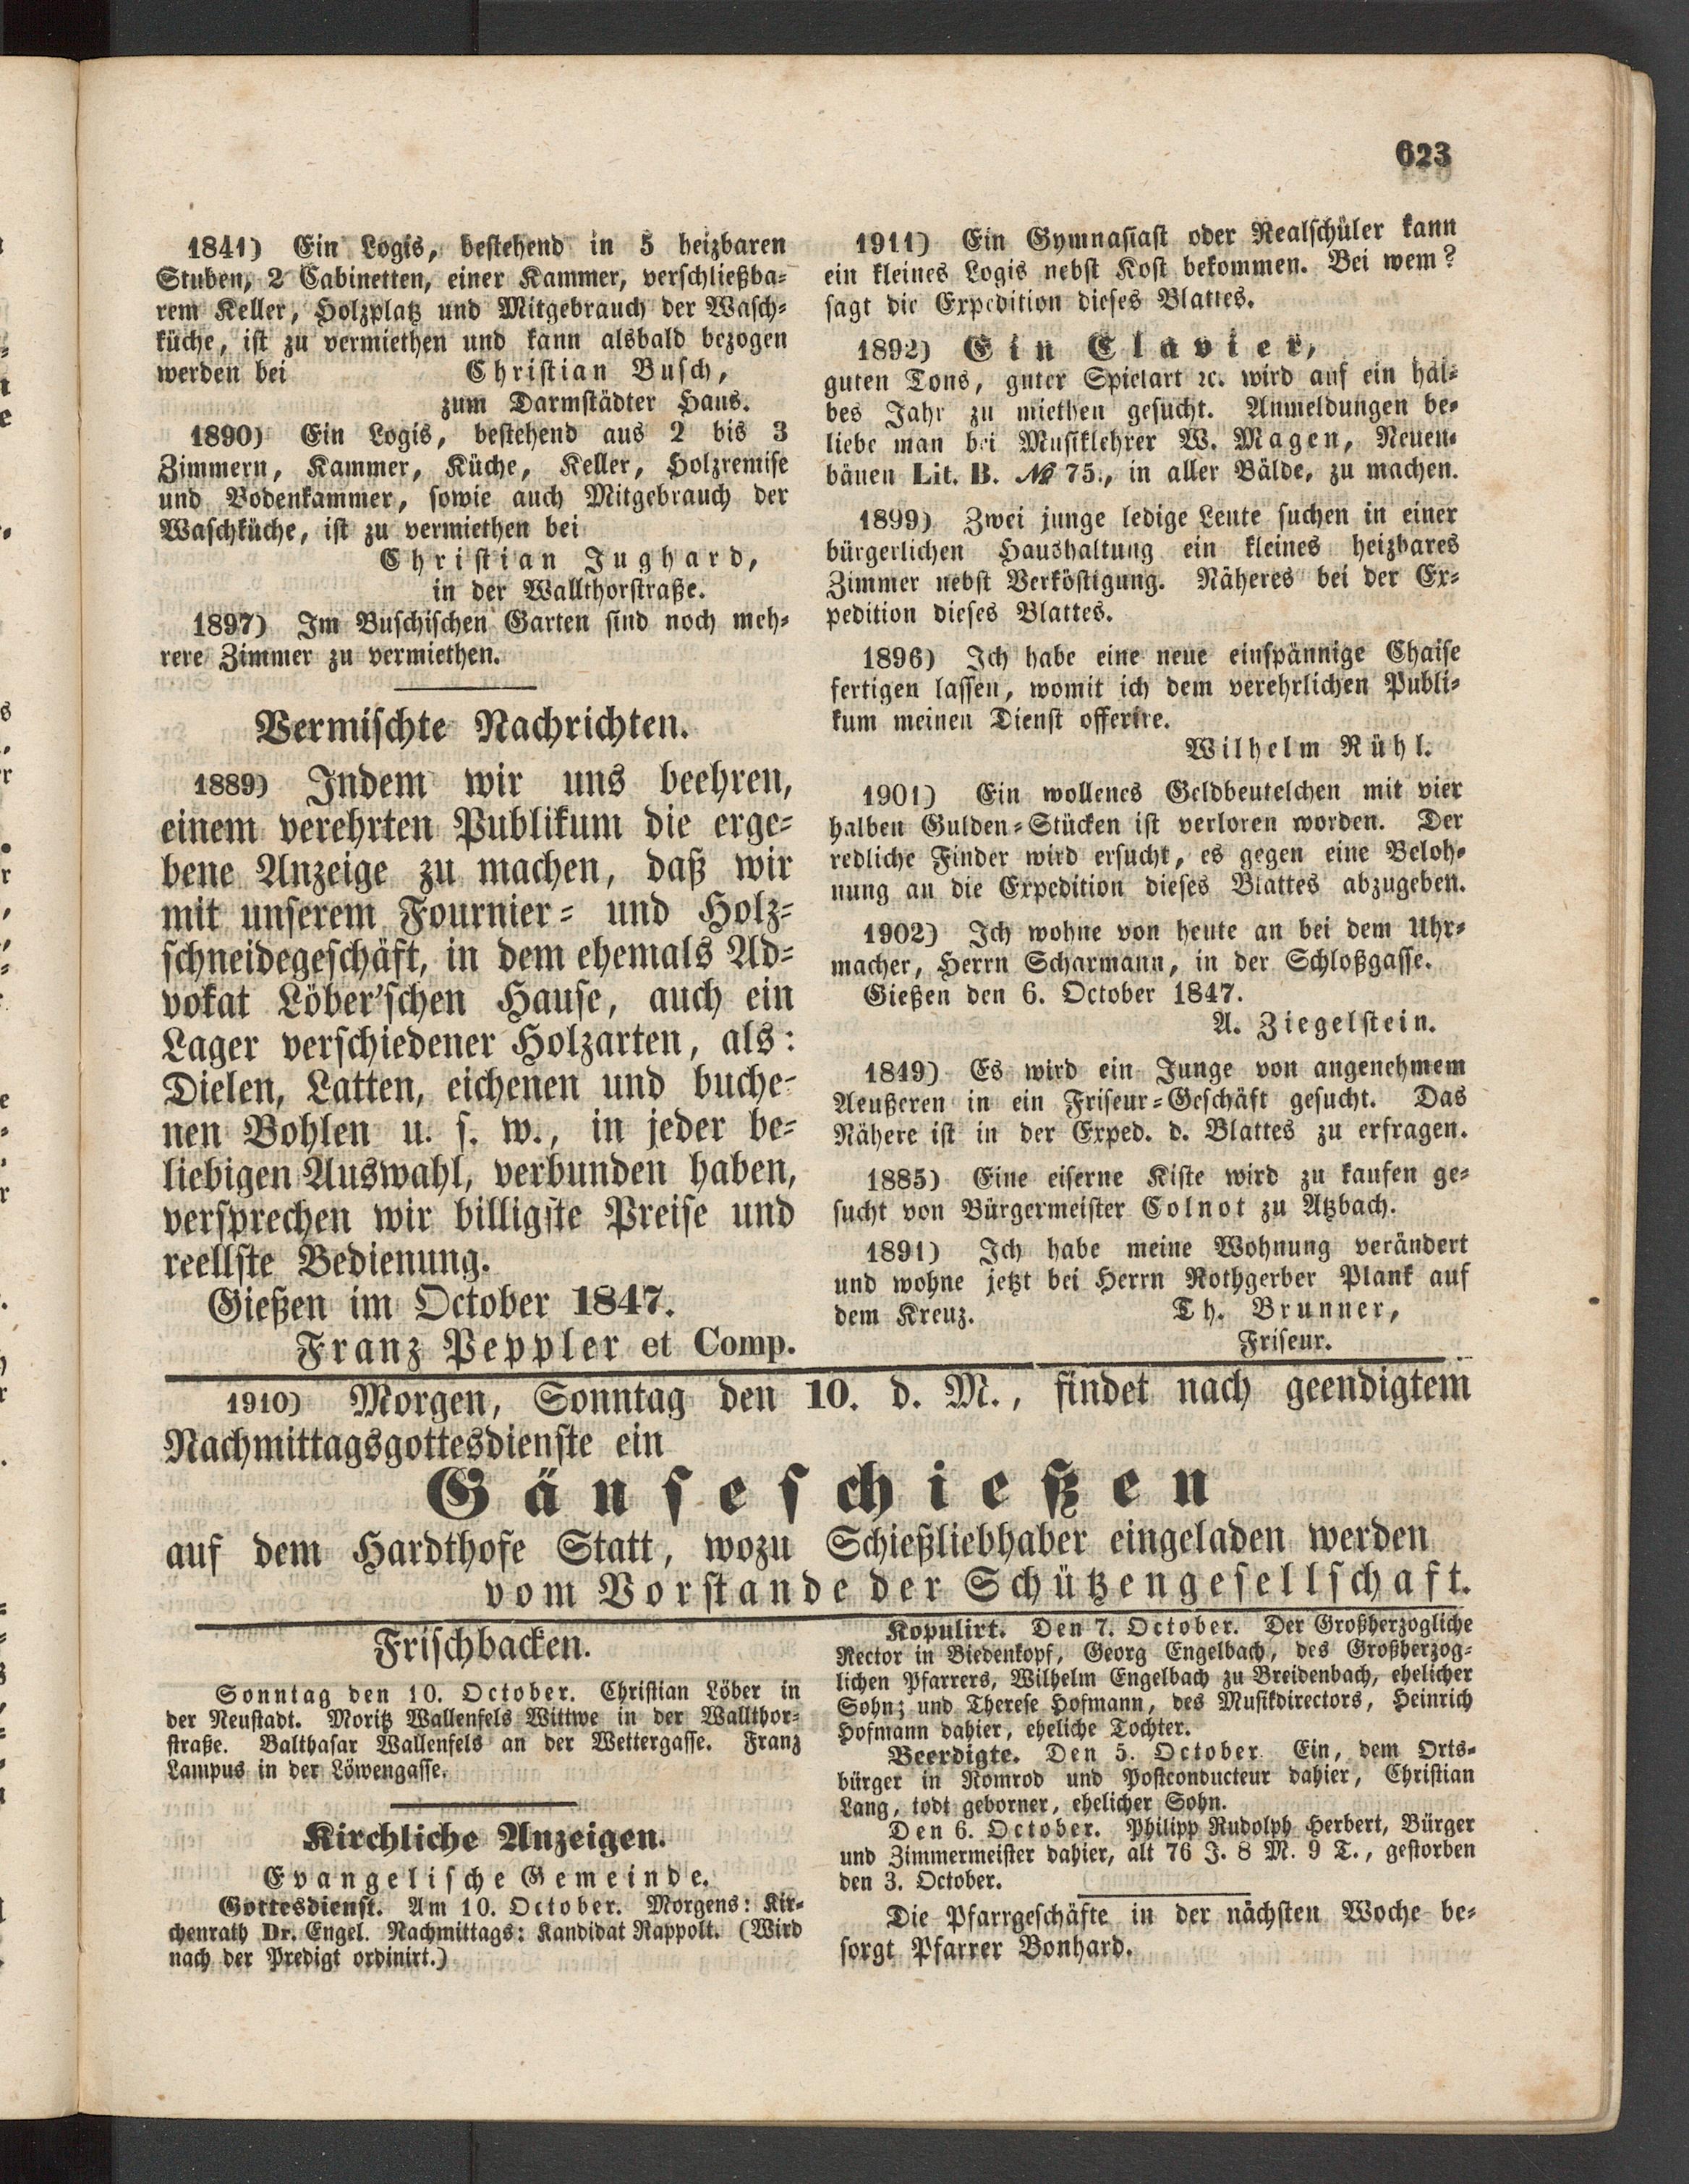 623
1841) Ein Logis, bestehend in 5 heizbaren
Stuben, 2 Cabinetten, einer Kammer, verschließba-
rem Keller, Holzplatz und Mitgebrauch der Wasch-
küche, ist zu vermiethen und kann alsbald bezogen
werden bei Christian Busch,
zum Darmstädter Haus.
1890) Ein Logis, bestehend aus 2 bis 3
Zimmern, Kammer, Küche, Keller, Holzremise
und Bodenkammer, sowie auch Mitgebrauch der
Waschküche, ist zu vermiethen bei
Christian Jughard,
in der Wallthorstraße.
1897) Im Buschischen Garten sind noch meh-
rere Zimmer zu vermiethen.
Vermischte Nachrichten.
1889) Indem wir uns beehren,
einem verehrten Publikum die erge-
bene Anzeige zu machen, daß wir
mit unserem Fournier- und Holz-
schneidegeschäft, in dem ehemals Ad-
vokat Löber'schen Hause, auch ein
Lager verschiedener Holzarten, als:
Dielen, Latten, eichenen und buche-
nen Bohlen u. s. w., in jeder be-
liebigen Auswahl, verbunden haben,
versprechen wir billigste Preise und
reellste Bedienung.
Gießen im October 1847.
Franz Peppler et Comp.
1911) Ein Gymnasiast oder Realschüler kann
ein kleines Logis nebst Kost bekommen. Bei wem?
sagt die Expedition dieses Blattes.
1892) Ein Clavier,
guten Tons, guter Spielart ꝛc. wird auf ein hal-
bes Jahr zu miethen gesucht. Anmeldungen be-
liebe man bei Musiklehrer W. Magen, Neuen-
bäuen Lit. B. № 75., in aller Bälde, zu machen.
1899) Zwei junge ledige Leute suchen in einer
bürgerlichen Haushaltung ein kleines heizbares
Zimmer nebst Verköstigung. Näheres bei der Ex-
pedition dieses Blattes.
1896) Ich habe eine neue einspännige Chaise
fertigen lassen, womit ich dem verehrlichen Publi-
kum meinen Dienst offerire.
Wilhelm Rühl.
1901) Ein wollenes Geldbeutelchen mit vier
halben Gulden-Stücken ist verloren worden. Der
redliche Finder wird ersucht, es gegen eine Beloh-
nung an die Expedition dieses Blattes abzugeben.
1902) Ich wohne von heute an bei dem Uhr-
macher, Herrn Scharmann, in der Schloßgasse.
Gießen den 6. October 1847.
A. Ziegelstein.
1849) Es wird ein Junge von angenehmem
Aeußeren in ein Friseur-Geschäft gesucht. Das
Nähere ist in der Exped. d. Blattes zu erfragen.
1885) Eine eiserne Kiste wird zu kaufen ge-
sucht von Bürgermeister Colnot zu Atzbach.
1891) Ich habe meine Wohnung verändert
und wohne jetzt bei Herrn Rothgerber Plank auf
dem Kreuz. Th. Brunner,
Friseur.
1910) Morgen, Sonntag den 10. d. M., findet nach geendigtem
Nachmittagsgottesdienste ein
Gänseschießen
auf dem Hardthofe Statt, wozu Schießliebhaber eingeladen werden
vom Vorstande der Schützengesellschaft.
Frischbacken.
Sonntag den 10. October. Christian Löber in
der Neustadt. Moritz Wallenfels Wittwe in der Wallthor-
straße. Balthasar Wallenfels an der Wettergasse. Franz
Lampus in der Löwengasse.
Kirchliche Anzeigen.
Evangelische Gemeinde.
Gottesdienst. Am 10. October. Morgens: Kir-
chenrath Dr. Engel. Nachmittags: Kandidat Rappolt. (Wird
nach der Predigt ordinirt.)
Kopulirt. Den 7. October. Der Großherzogliche
Rector in Biedenkopf, Georg Engelbach, des Großherzog-
lichen Pfarrers, Wilhelm Engelbach zu Breidenbach, ehelicher
Sohn; und Therese Hofmann, des Musikdirectors, Heinrich
Hofmann dahier, eheliche Tochter.
Beerdigte. Den 5. October. Ein, dem Orts-
bürger in Romrod und Postconducteur dahier, Christian
Lang, todt geborner, ehelicher Sohn.
Den 6. October. Philipp Rudolph Herbert, Bürger
und Zimmermeister dahier, alt 76 J. 8 M. 9 T., gestorben
den 3. October.
Die Pfarrgeschäfte in der nächsten Woche be-
sorgt Pfarrer Bonhard.